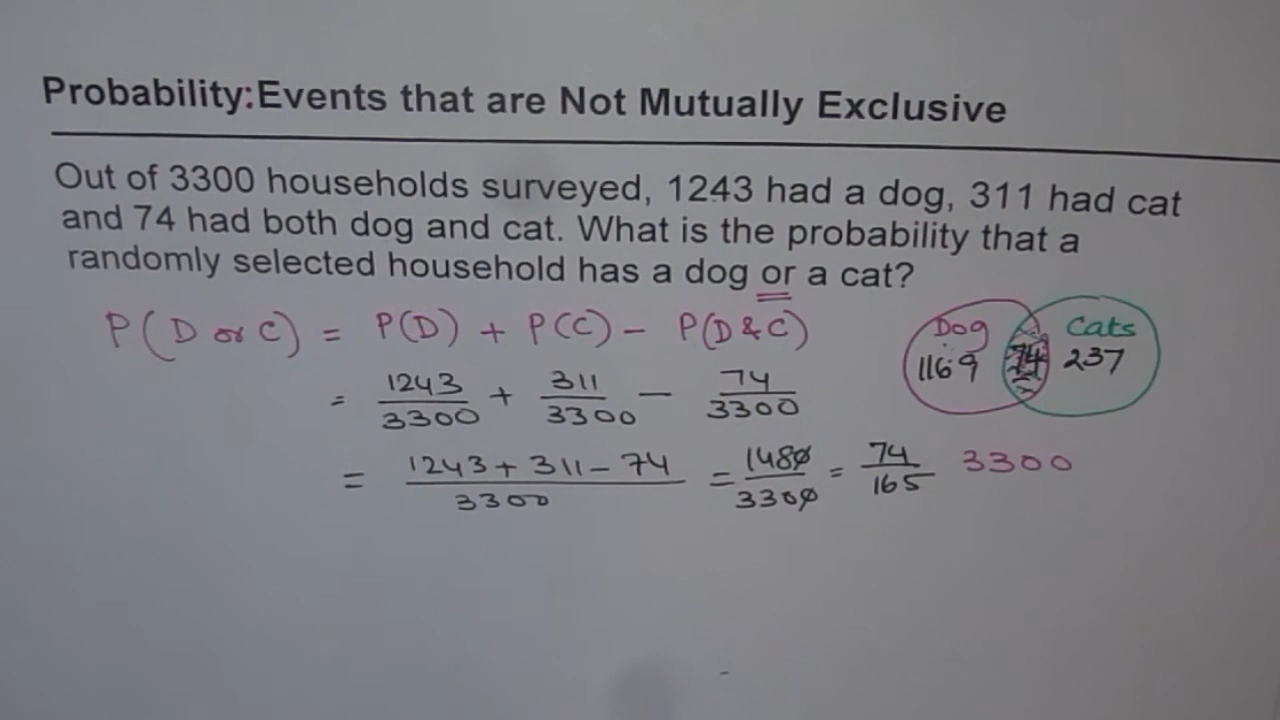 Probability:Events that are Not Mutually Exclusive
Out of 3300 households surveyed, 1243 had a dog, 311 had cat
and 74 had both dog and cat. What is the probability that a
randomly selected household has a dog or a cat?
P(D or C) = P(D) + P(C) - P(D & C)
= 1243/3300 + 311/3300 - 74/3300
= 1243 + 311 - 74/3300 = 1480/3300 = 74/165
Dog Cats
1169 74 237
3300